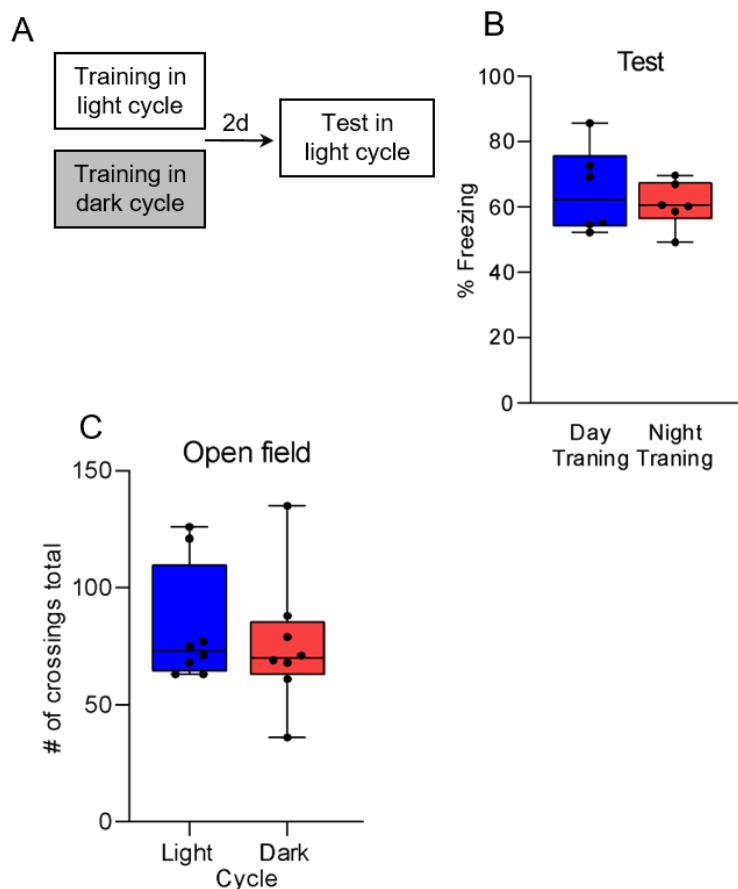 A
Training in
light cycle
Training in
dark cycle
2d
Test in
light cycle
B
Test
% Freezing
100
80
60
40
20
0
Day
Traning
Night
Traning
C
Open field
# of crossings total
150
100
50
0
Light
Dark
Cycle